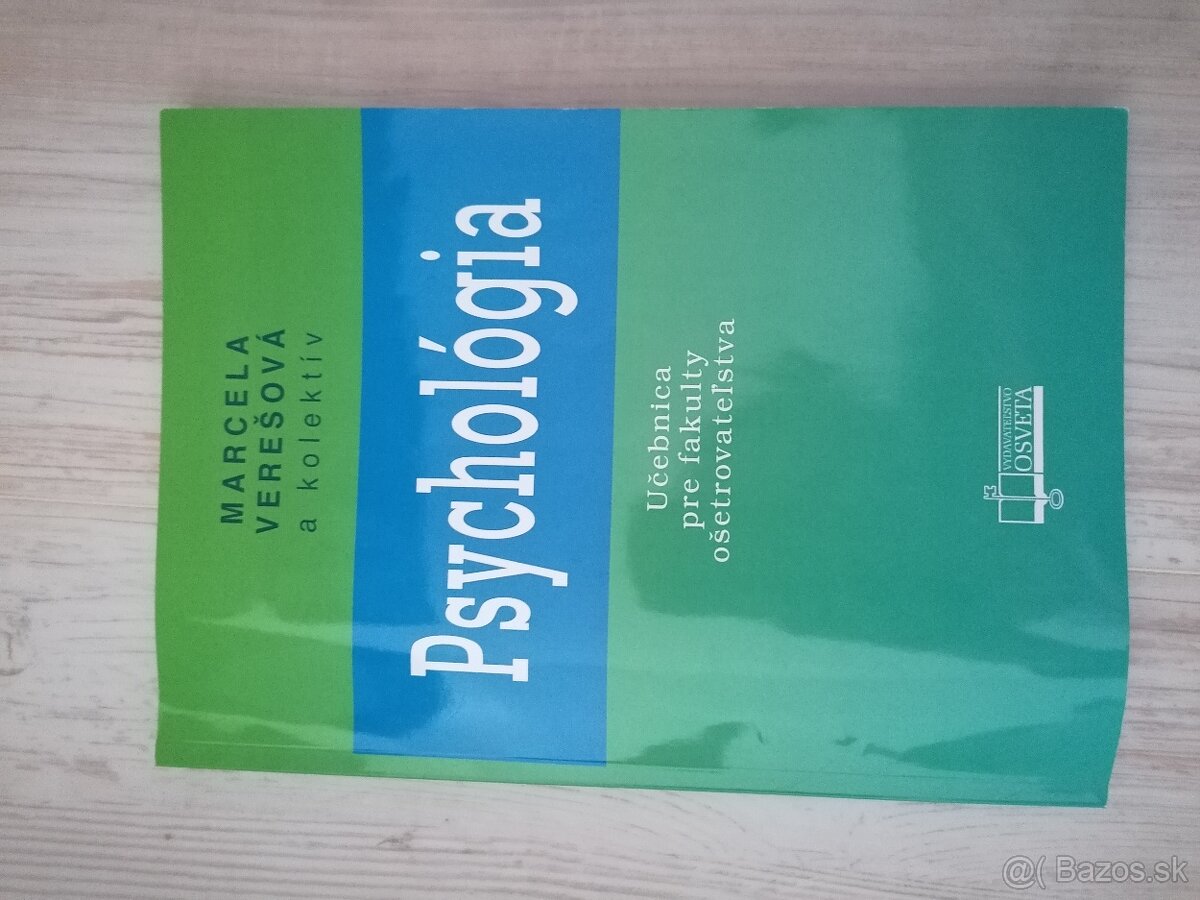 MARCELA
VEREŠOVÁ
a kolektív
Psychológia
Učebnica
pre fakulty
ošetrovateľstva
VYDAVATEĽSTVO
OSVETA
@( Bazos.sk